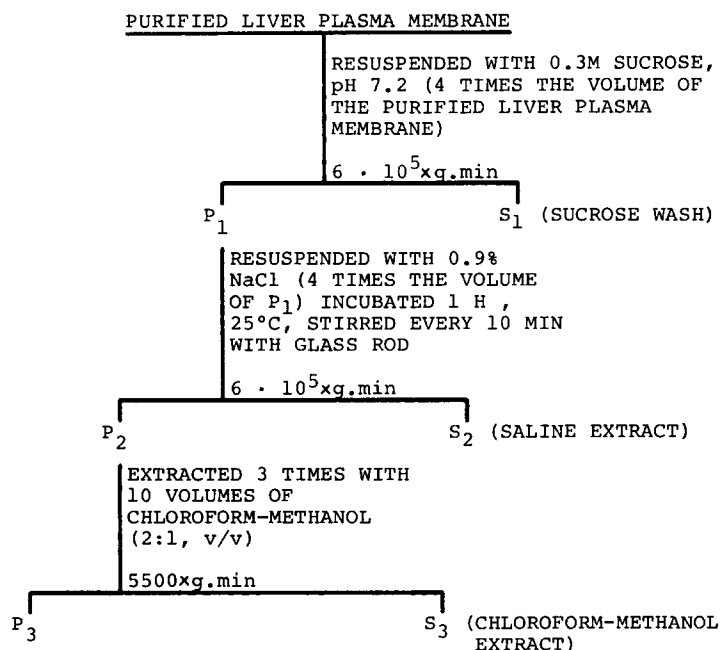 PURIFIED LIVER PLASMA MEMBRANE
RESUSPENDED WITH 0.3M SUCROSE,
pH 7.2 (4 TIMES THE VOLUME OF
THE PURIFIED LIVER PLASMA
MEMBRANE)
6 · 10⁵xg.min
P₁
S₁ (SUCROSE WASH)
RESUSPENDED WITH 0.9%
NaCl (4 TIMES THE VOLUME
OF P₁) INCUBATED 1 H ,
25°C, STIRRED EVERY 10 MIN
WITH GLASS ROD
6 · 10⁵xg.min
P₂
S₂ (SALINE EXTRACT)
EXTRACTED 3 TIMES WITH
10 VOLUMES OF
CHLOROFORM-METHANOL
(2:1, v/v)
5500xg.min
P₃
S₃ (CHLOROFORM-METHANOL
EXTRACT)